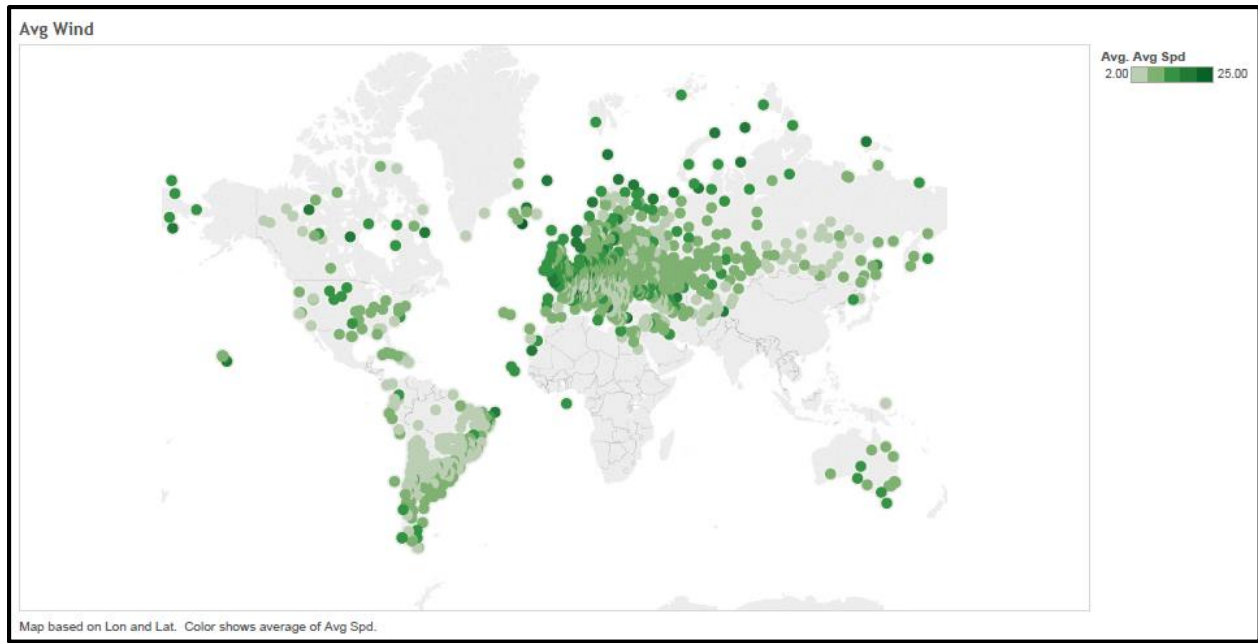 Avg Wind
Avg. Avg Spd
2.00 25.00
Map based on Lon and Lat. Color shows average of Avg Spd.